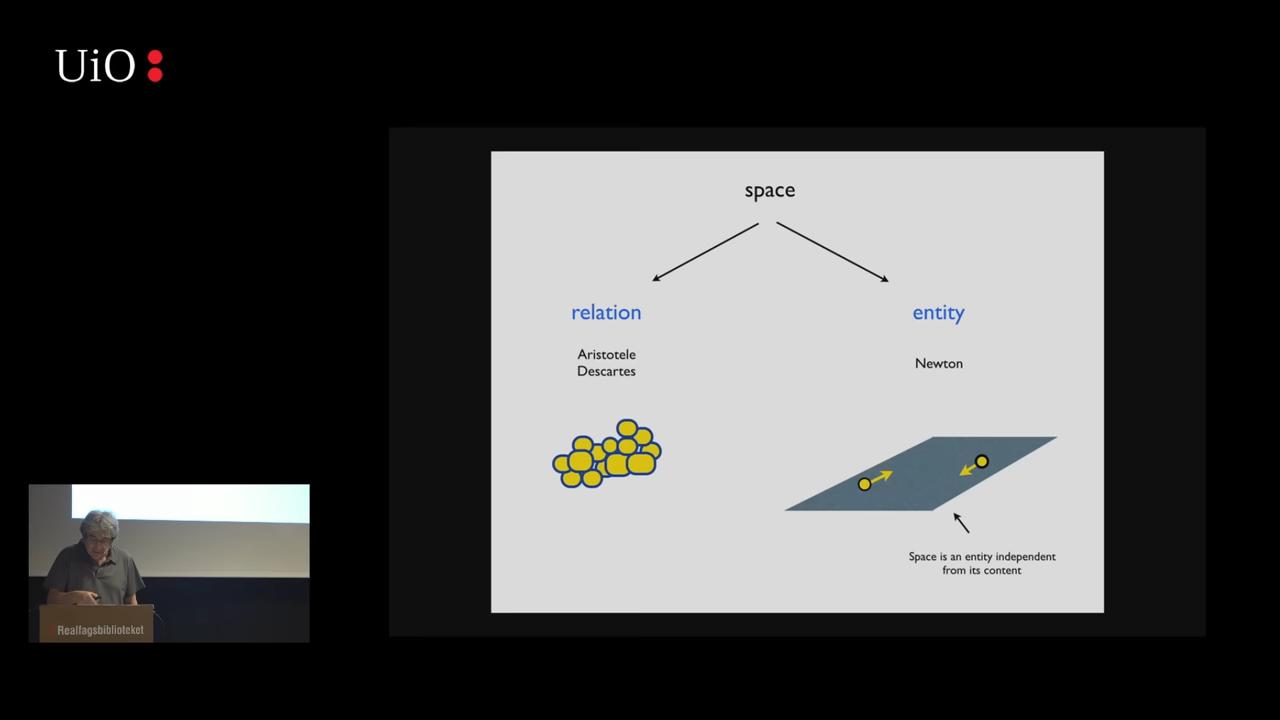 UiO
space
relation
entity
Aristotele
Descartes
Newton
Space is an entity independent
from its content
Realfagsbiblioteket